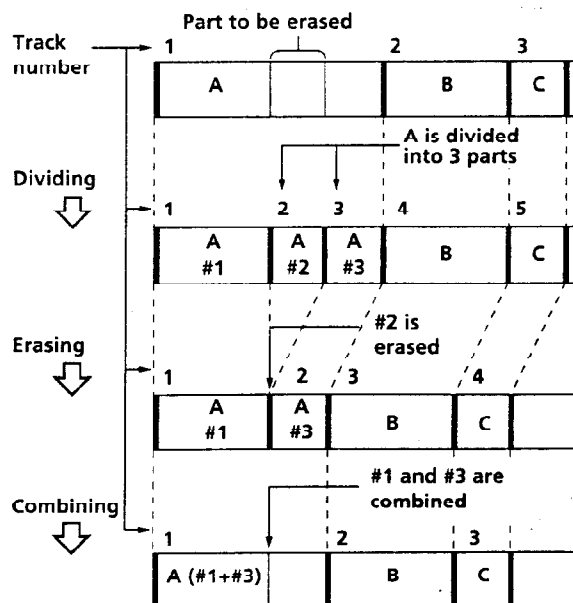 Part to be erased
Track number
1 2 3
A B C
A is divided into 3 parts
Dividing
1 2 3 4 5
A #1 A #2 A #3 B C
#2 is erased
Erasing
1 2 3 4
A #1 A #3 B C
#1 and #3 are combined
Combining
1 2 3
A (#1+#3) B C